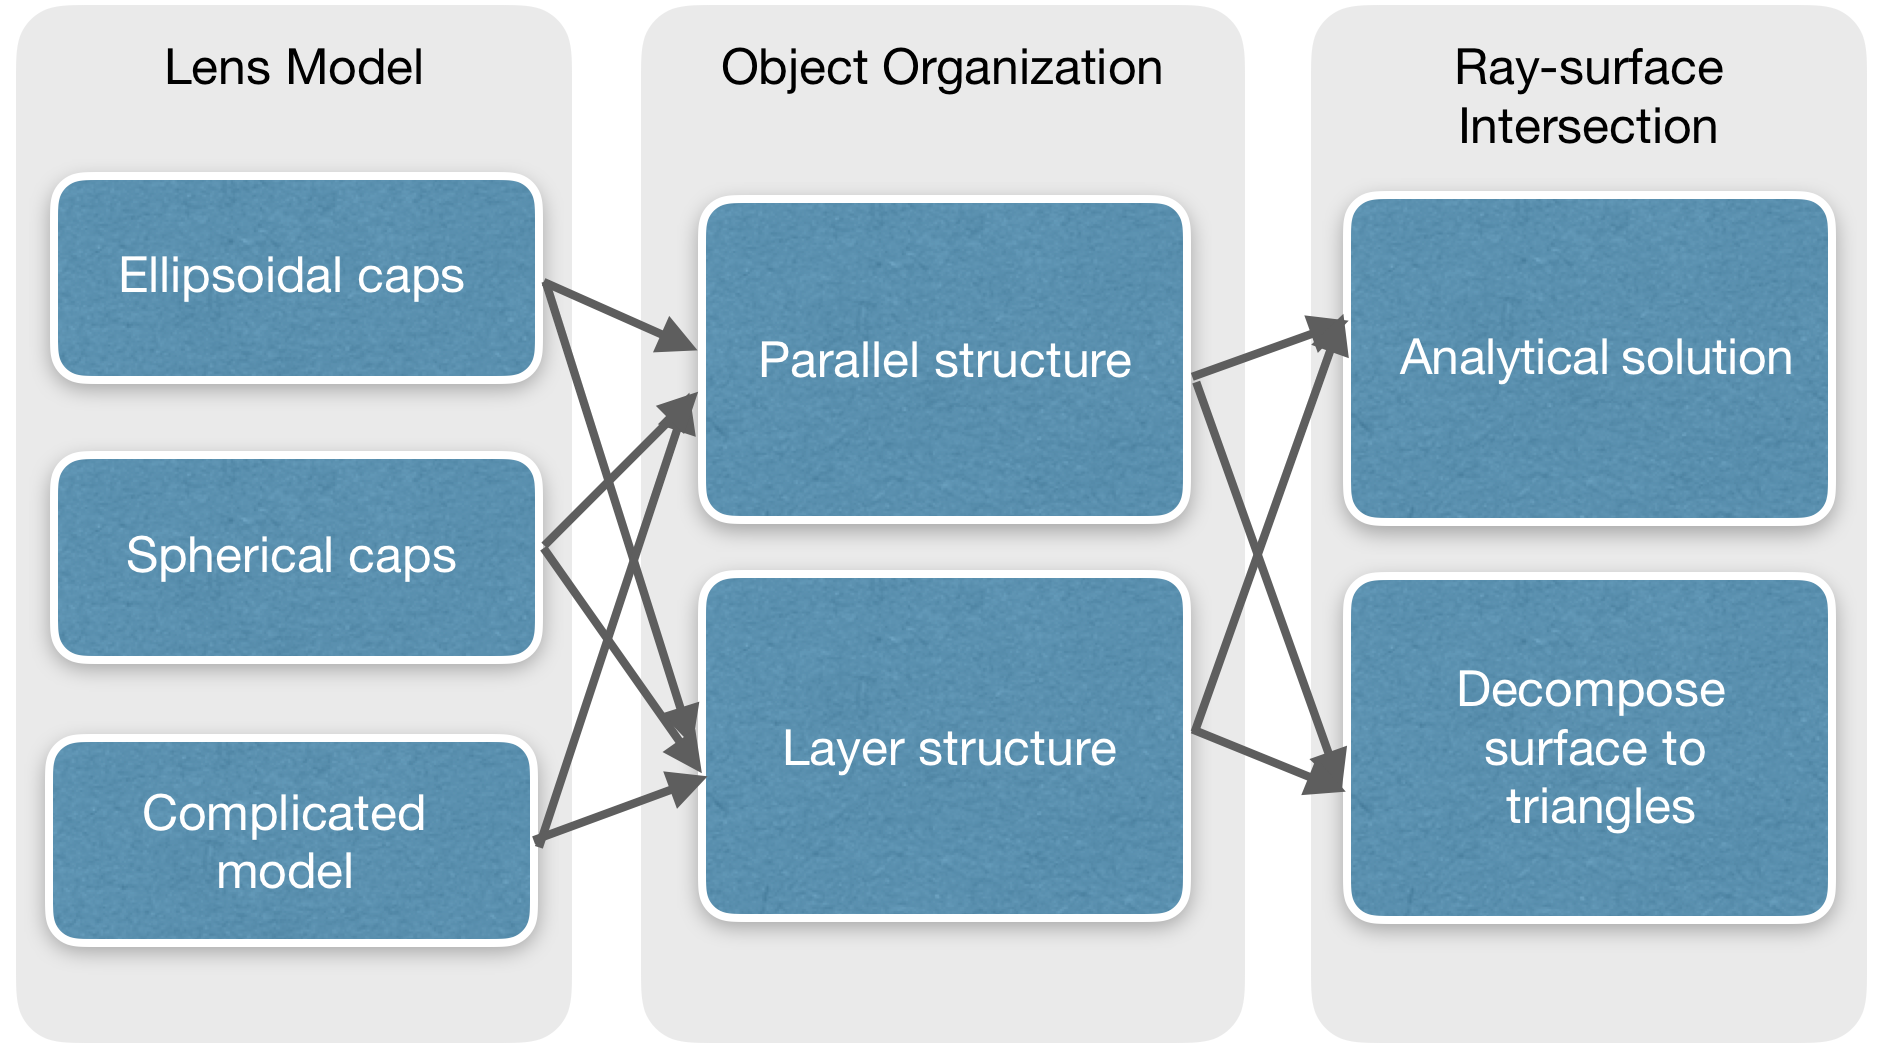 Lens Model
Ellipsoidal caps
Spherical caps
Complicated
model
Object Organization
Parallel structure
Layer structure
Ray-surface
Intersection
Analytical solution
Decompose
surface to
triangles